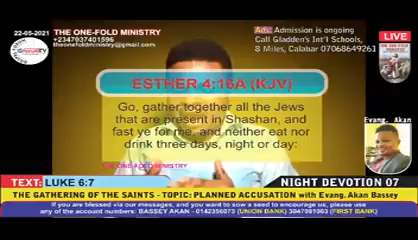 22-05-2021
THE ONE-FOLD MINISTRY
+2347037401596
theonefoldministry@gmail.com
Ads: Admission is ongoing
Call Gladden's Int'l Schools,
8 Miles, Calabar 07068649261
LIVE
ESTHER 4:16A (KJV)
Go, gather together all the Jews
that are present in Shashan, and
fast ye for me, and neither eat nor
drink three days, night or day:
THE ONE-FOLD MINISTRY
Evang. Akan
TEXT: LUKE 6:7
NIGHT DEVOTION 07
THE GATHERING OF THE SAINTS - TOPIC: PLANNED ACCUSATION with Evang. Akan Bassey
If you are blessed via our messages, and you want to sow a seed to encourage us, please use
any of the account numbers: BASSEY AKAN - 0142356073 (UNION BANK) 3047981363 (FIRST BANK)